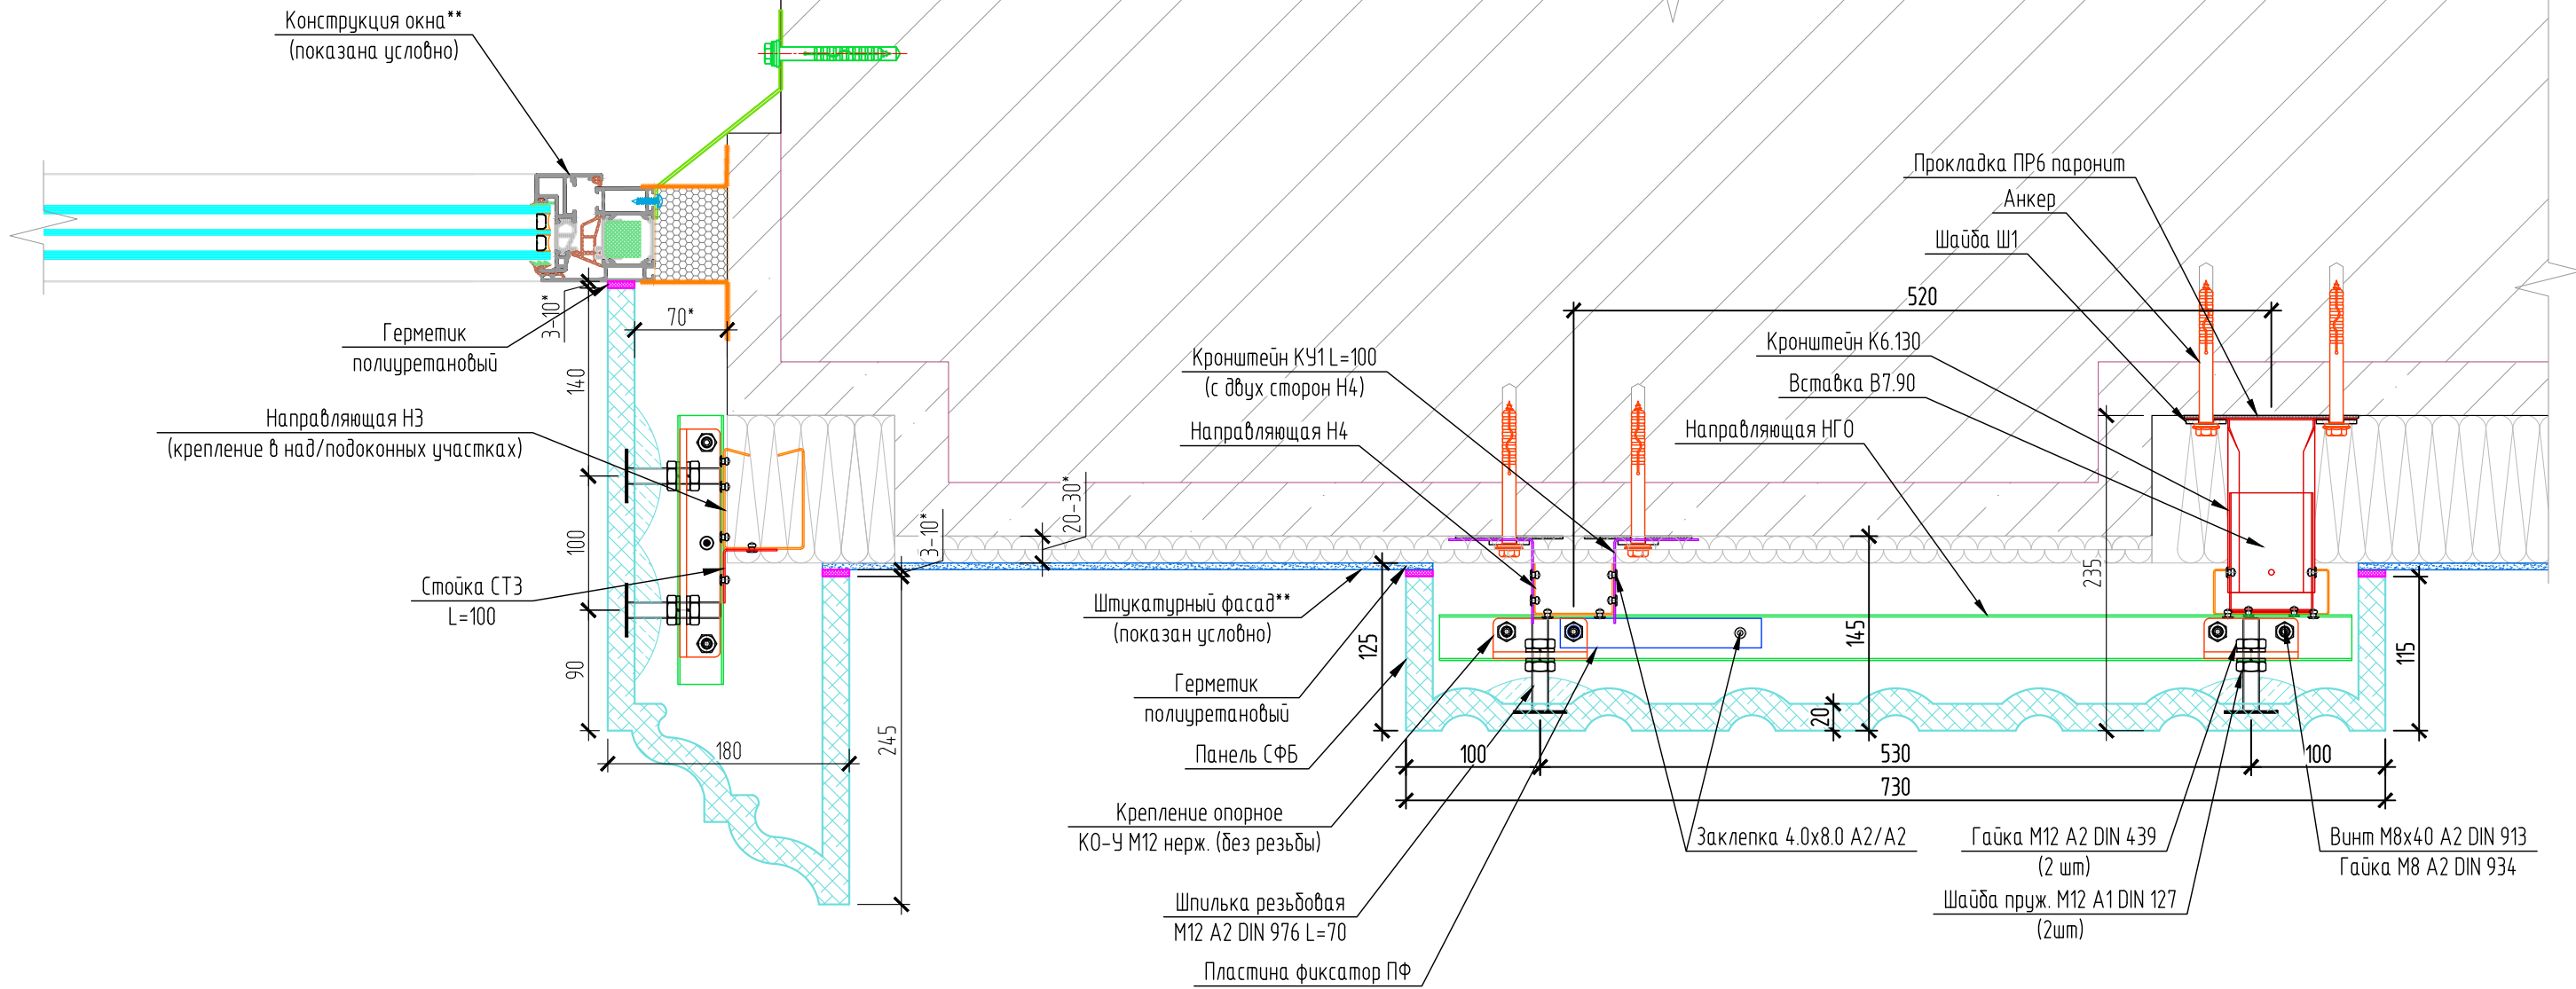 Конструкция окна**
(показана условно)
Прокладка ПР6 паронит
Анкер
Шайба Ш1
520
3-10*
70*
Герметик
полиуретановый
Кронштейн К6.130
Кронштейн КУ1 L=100
(с двух сторон Н4)
Вставка В7.90
140
Направляющая Н3
(крепление в над/подоконных участках)
Направляющая Н4
Направляющая НГО
20-30*
3-10*
100
235
Стойка СТ3
L=100
Штукатурный фасад**
(показан условно)
125
145
115
90
Герметик
полиуретановый
20
245
180
Панель СФБ
100
530
100
730
Крепление опорное
КО-У М12 нерж. (без резьбы)
Заклепка 4.0х8.0 А2/А2
Гайка М12 А2 DIN 439
(2 шт)
Винт М8х40 А2 DIN 913
Гайка М8 А2 DIN 934
Шпилька резьбовая
М12 А2 DIN 976 L=70
Шайба пруж. М12 А1 DIN 127
(2шт)
Пластина фиксатор ПФ